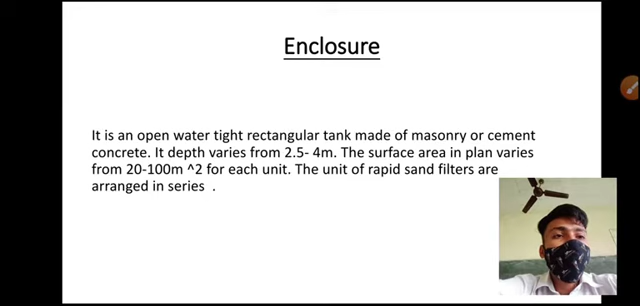 Enclosure
It is an open water tight rectangular tank made of masonry or cement
concrete. It depth varies from 2.5- 4m. The surface area in plan varies
from 20-100m ^2 for each unit. The unit of rapid sand filters are
arranged in series  .